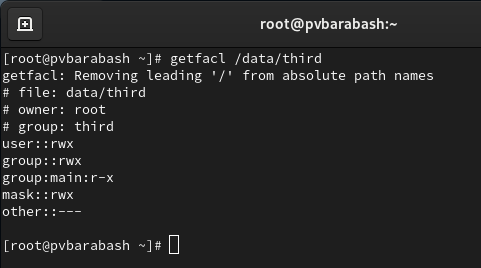 root@pvbarabash:~
[root@pvbarabash ~]# getfacl /data/third
getfacl: Removing leading '/' from absolute path names
# file: data/third
# owner: root
# group: third
user::rwx
group::rwx
group:main:r-x
mask::rwx
other::---
[root@pvbarabash ~]#